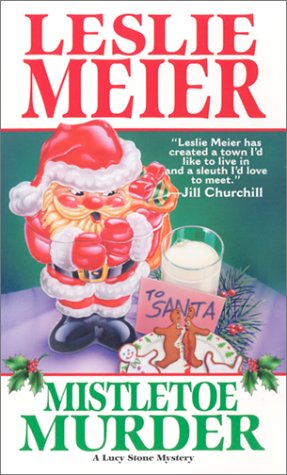 LESLIE
MEIER
"Leslie Meier has
created a town I'd
like to live in
and a sleuth I'd love
to meet."
Jill Churchill
TO
SANTA
MISTLETOE
MURDER
A Lucy Stone Mystery